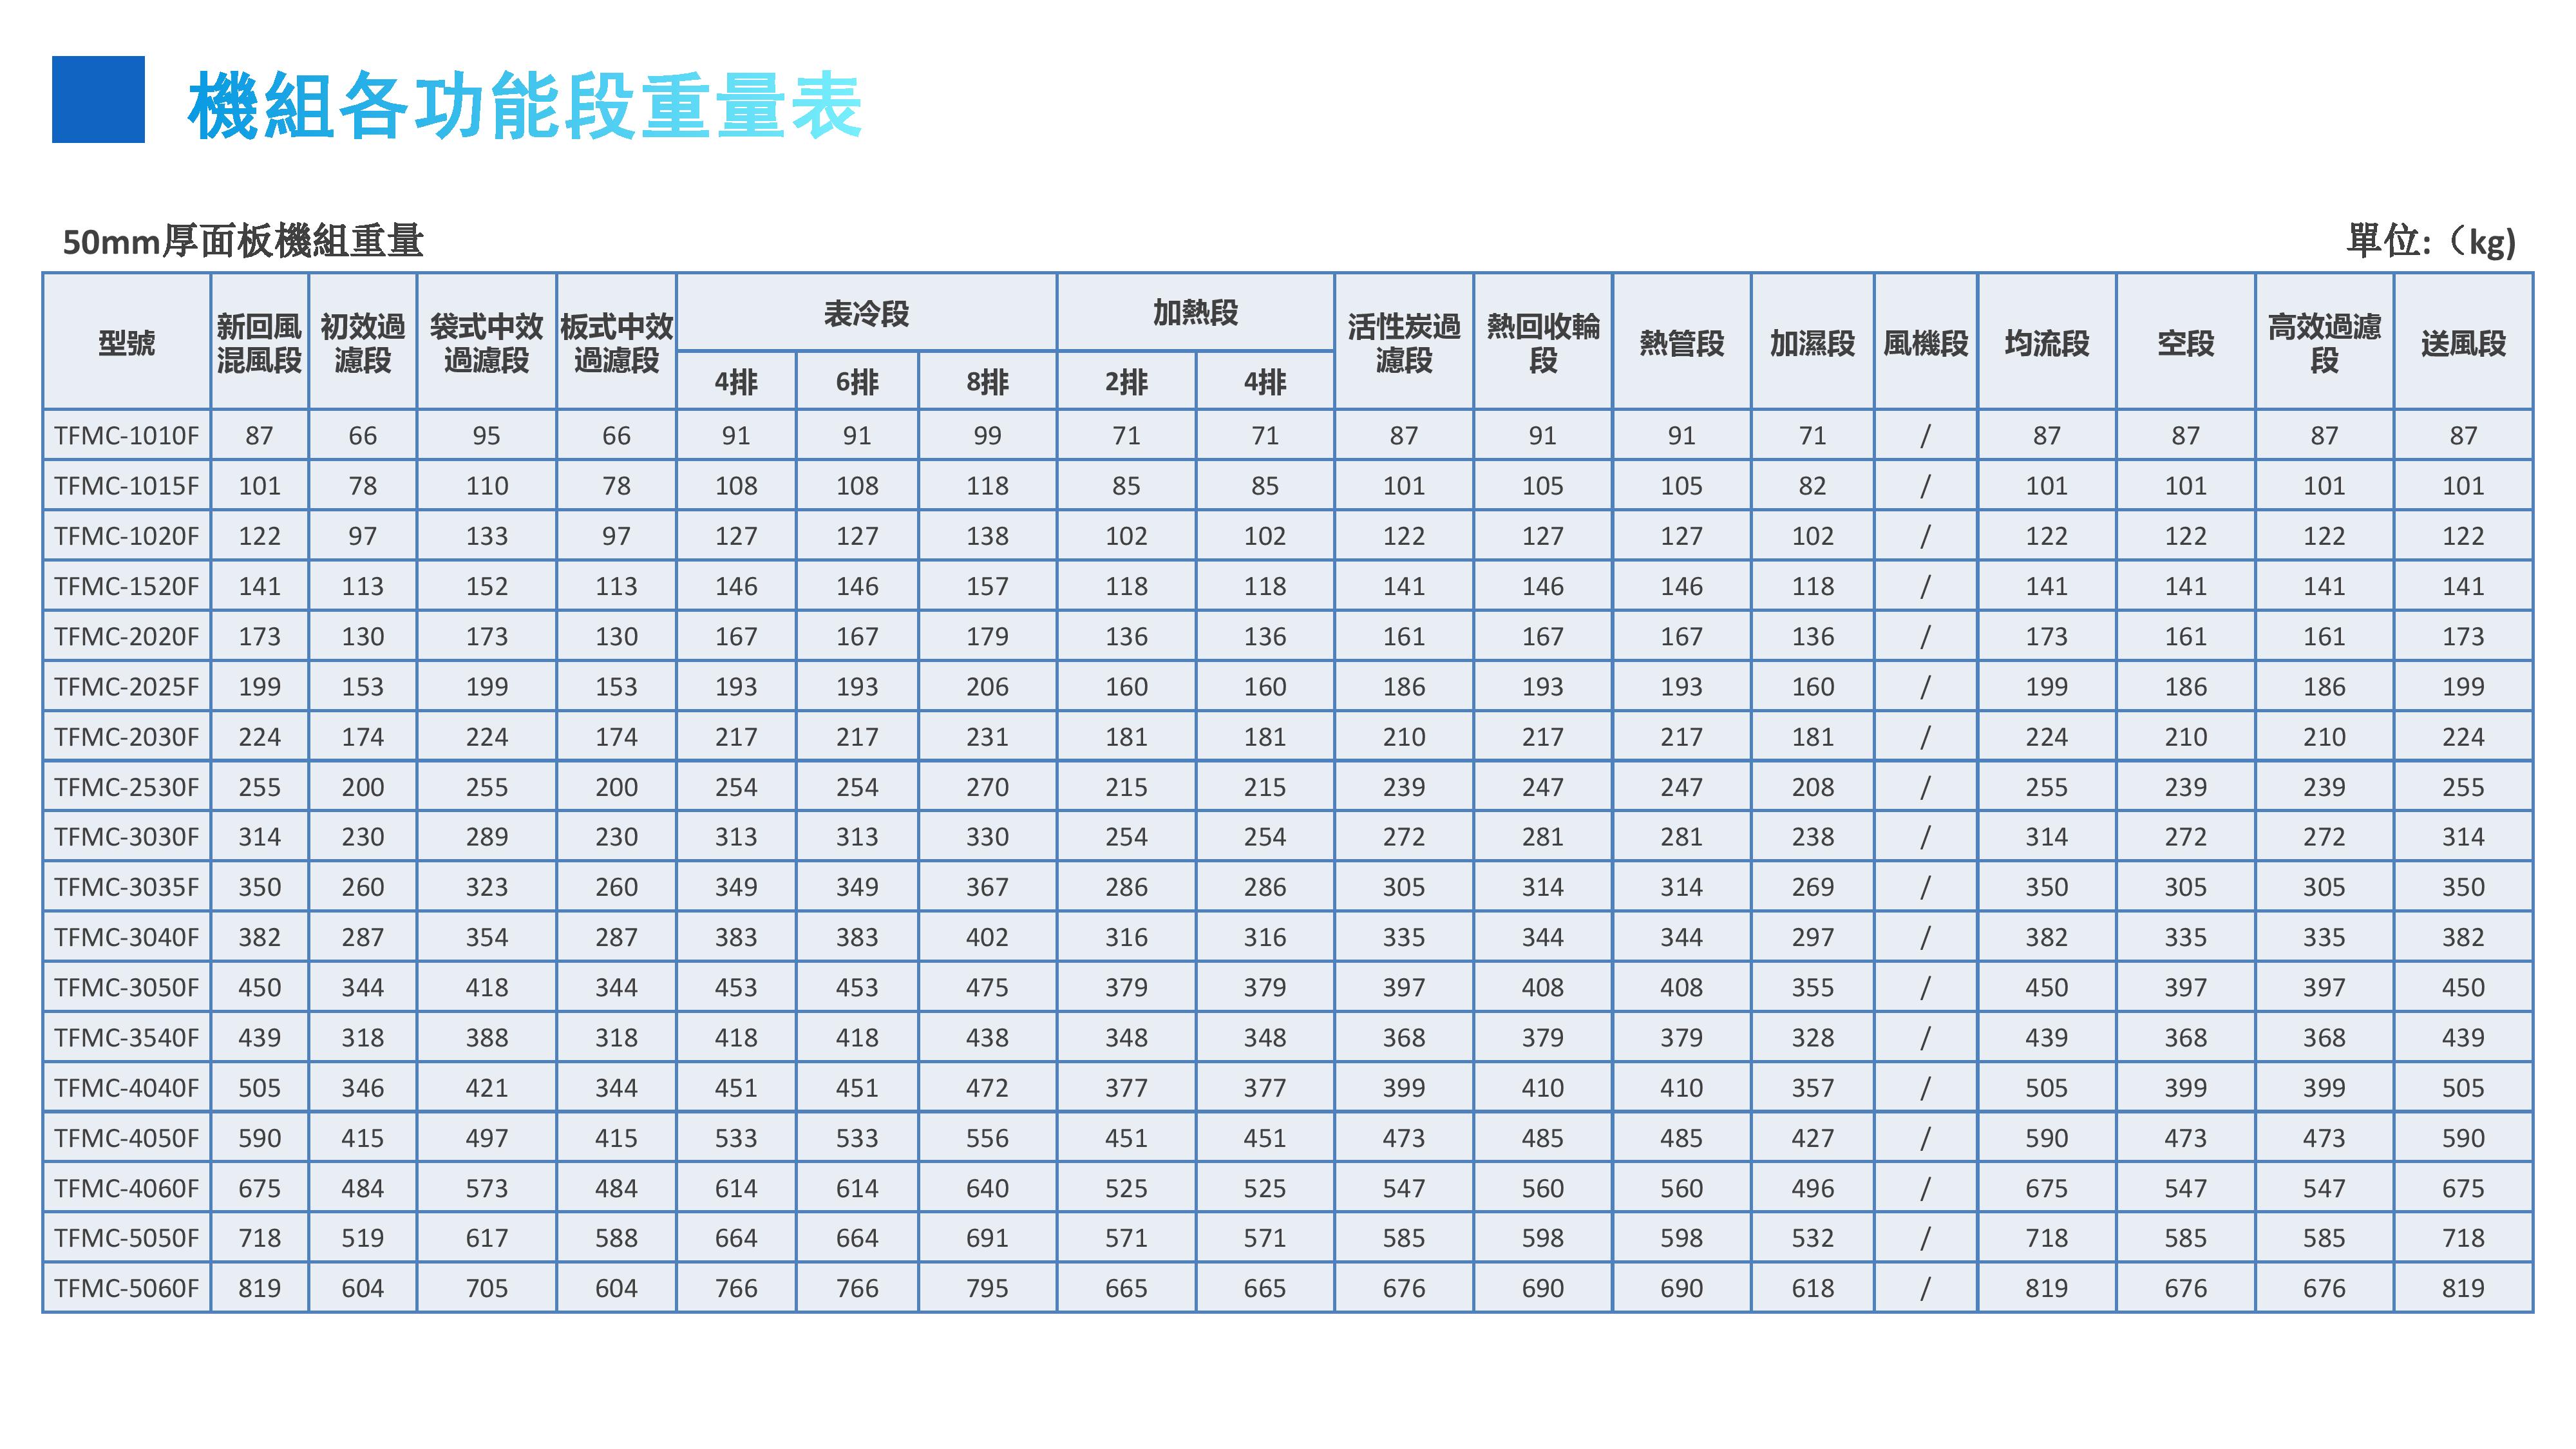 機組各功能段重量表
50mm厚面板機組重量 單位:（kg)
型號 新回風混風段 初效過濾段 袋式中效過濾段 板式中效過濾段 表冷段 加熱段 活性炭過濾段 熱回收輪段 熱管段 加濕段 風機段 均流段 空段 高效過濾段 送風段
4排 6排 8排 2排 4排
TFMC-1010F 87 66 95 66 91 91 99 71 71 87 91 91 71 / 87 87 87 87
TFMC-1015F 101 78 110 78 108 108 118 85 85 101 105 105 82 / 101 101 101 101
TFMC-1020F 122 97 133 97 127 127 138 102 102 122 127 127 102 / 122 122 122 122
TFMC-1520F 141 113 152 113 146 146 157 118 118 141 146 146 118 / 141 141 141 141
TFMC-2020F 173 130 173 130 167 167 179 136 136 161 167 167 136 / 173 161 161 173
TFMC-2025F 199 153 199 153 193 193 206 160 160 186 193 193 160 / 199 186 186 199
TFMC-2030F 224 174 224 174 217 217 231 181 181 210 217 217 181 / 224 210 210 224
TFMC-2530F 255 200 255 200 254 254 270 215 215 239 247 247 208 / 255 239 239 255
TFMC-3030F 314 230 289 230 313 313 330 254 254 272 281 281 238 / 314 272 272 314
TFMC-3035F 350 260 323 260 349 349 367 286 286 305 314 314 269 / 350 305 305 350
TFMC-3040F 382 287 354 287 383 383 402 316 316 335 344 344 297 / 382 335 335 382
TFMC-3050F 450 344 418 344 453 453 475 379 379 397 408 408 355 / 450 397 397 450
TFMC-3540F 439 318 388 318 418 418 438 348 348 368 379 379 328 / 439 368 368 439
TFMC-4040F 505 346 421 344 451 451 472 377 377 399 410 410 357 / 505 399 399 505
TFMC-4050F 590 415 497 415 533 533 556 451 451 473 485 485 427 / 590 473 473 590
TFMC-4060F 675 484 573 484 614 614 640 525 525 547 560 560 496 / 675 547 547 675
TFMC-5050F 718 519 617 588 664 664 691 571 571 585 598 598 532 / 718 585 585 718
TFMC-5060F 819 604 705 604 766 766 795 665 665 676 690 690 618 / 819 676 676 819